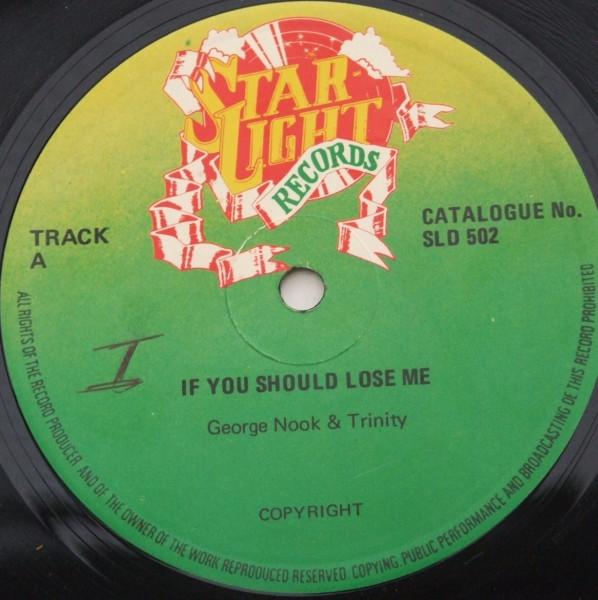 STAR
LIGHT
RECORDS
TRACK
A
CATALOGUE No.
SLD 502
I
IF YOU SHOULD LOSE ME
George Nook & Trinity
COPYRIGHT
ALL RIGHTS OF THE RECORD PRODUCER AND OF THE OWNER OF THE WORK REPRODUCED RESERVED. COPYING, PUBLIC PERFORMANCE AND BROADCASTING DE THIS RECORD PROHIBITED